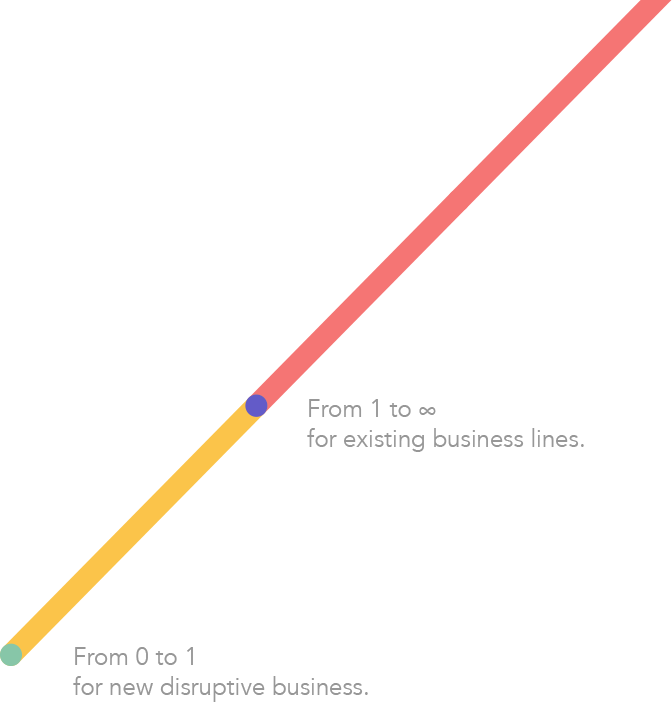 From 1 to ∞
for existing business lines.
From 0 to 1
for new disruptive business.